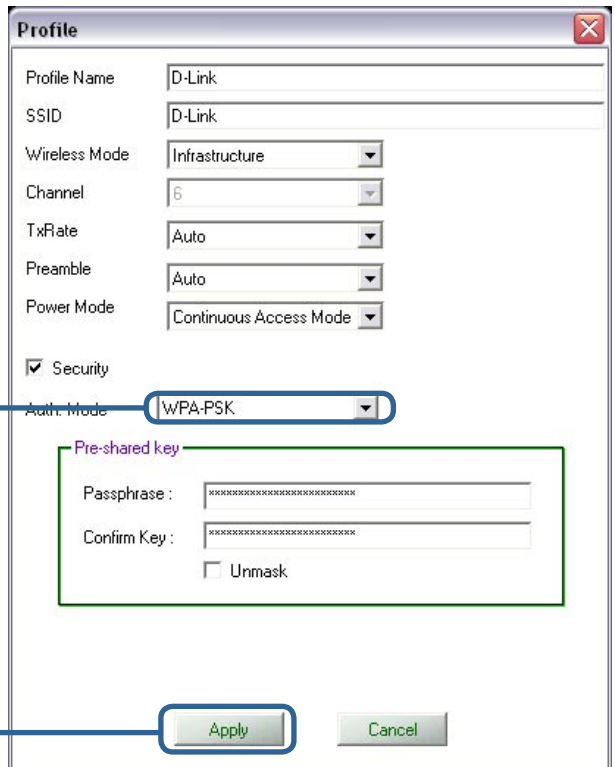 Profile
Profile Name D-Link
SSID D-Link
Wireless Mode Infrastructure
Channel 6
TxRate Auto
Preamble Auto
Power Mode Continuous Access Mode
Security
Auth. Mode WPA-PSK
Pre-shared key
Passphrase : ************************
Confirm Key : ************************
Unmask
Apply Cancel